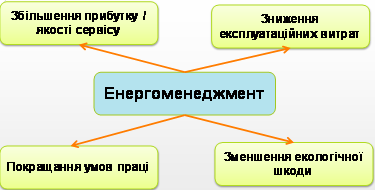 Збільшення прибутку /
якості сервісу
Зниження
експлуатаційних витрат
Енергоменеджмент
Покращання умов праці
Зменшення екологічної
шкоди